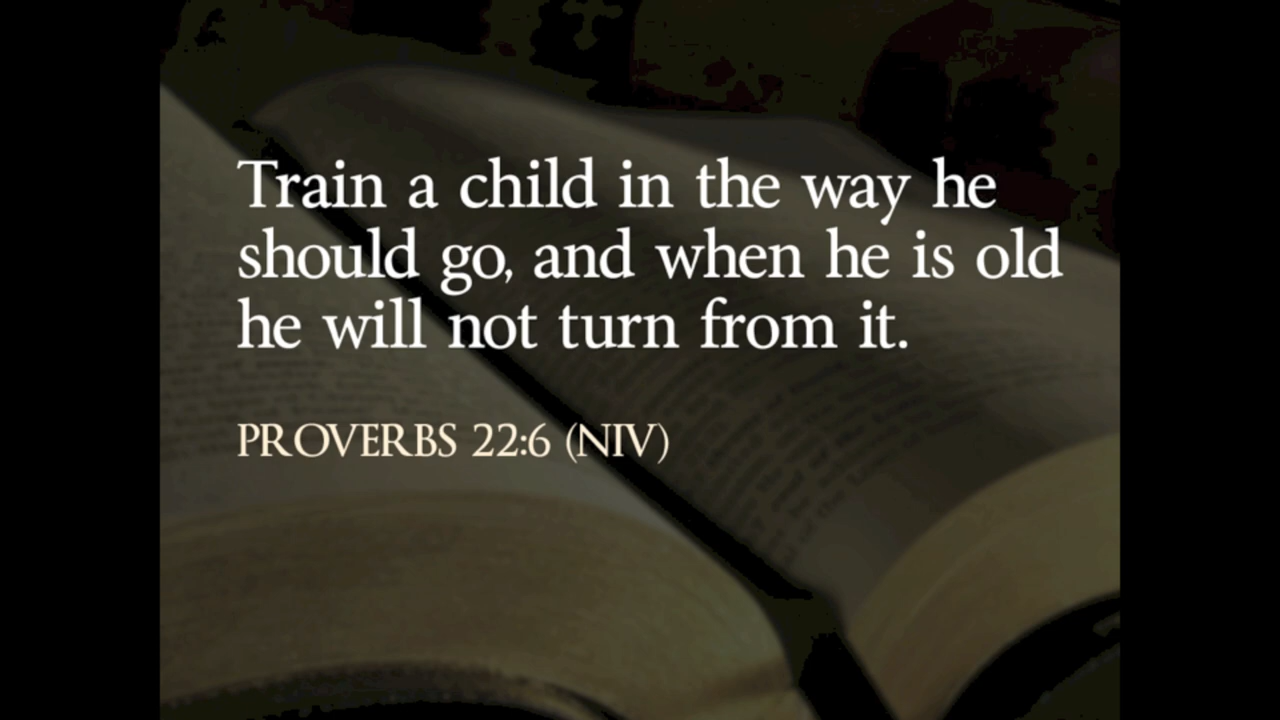 Train a child in the way he
should go, and when he is old
he will not turn from it.
PROVERBS 22:6 (NIV)